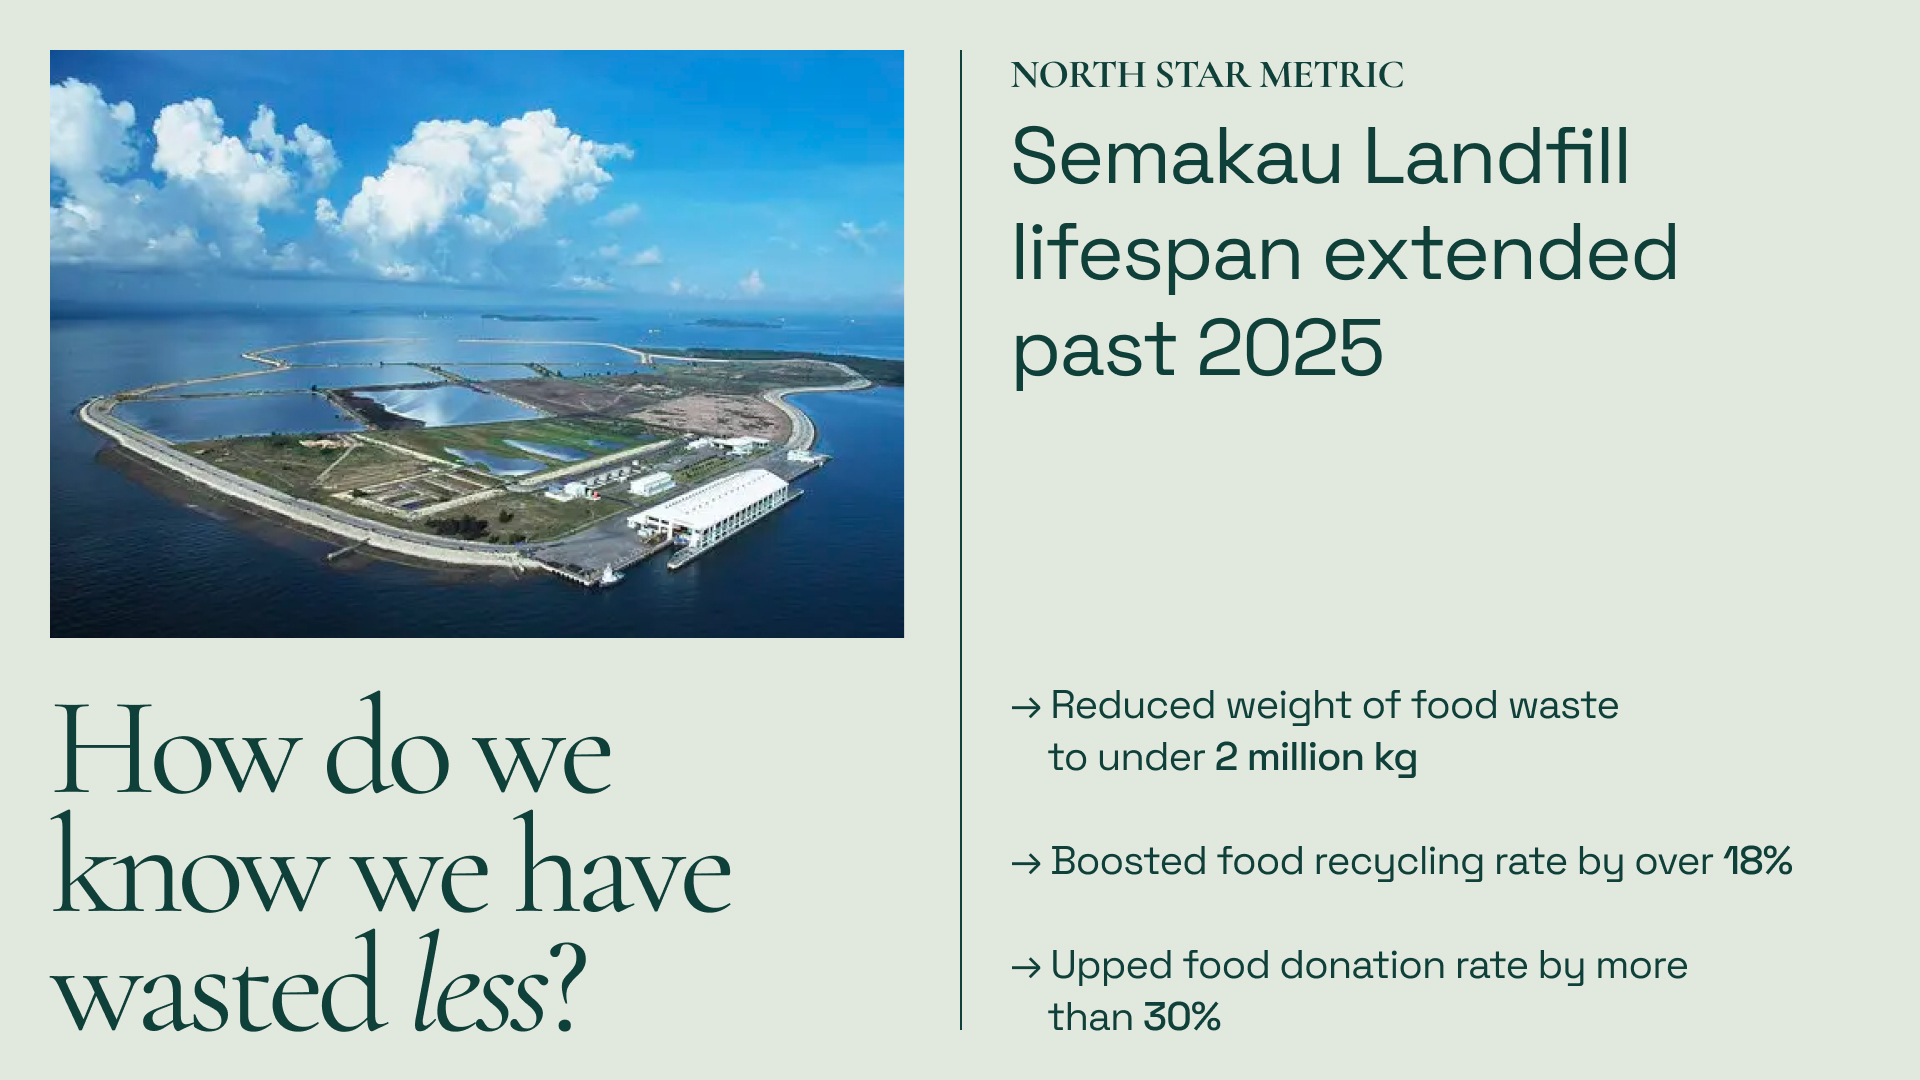 NORTH STAR METRIC
Semakau Landfill
lifespan extended
past 2025
How do we
know we have
wasted less?
→ Reduced weight of food waste
to under 2 million kg
→ Boosted food recycling rate by over 18%
→ Upped food donation rate by more
than 30%